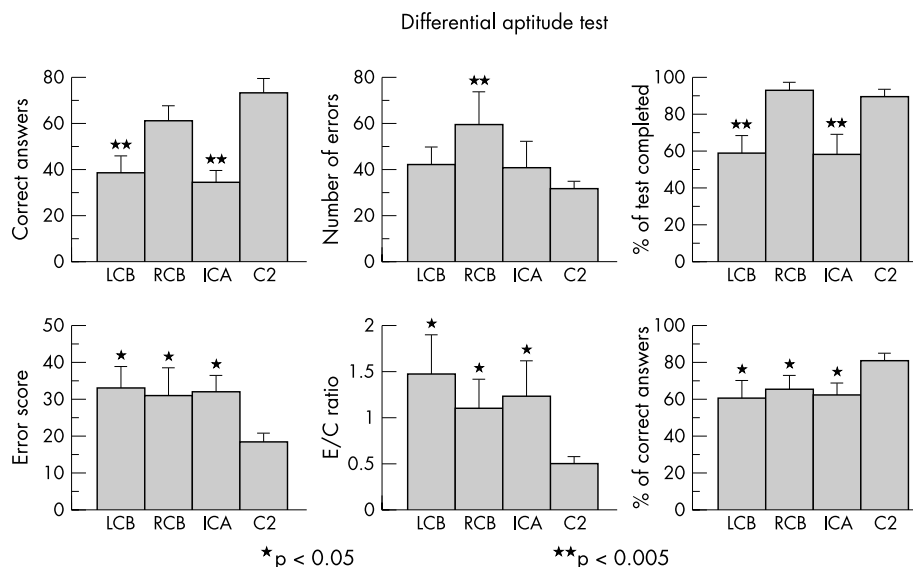 Differential aptitude test
Correct answers
80
60
40
20
0
★★
★★
LCB RCB ICA C2
Number of errors
80
60
40
20
0
★★
LCB RCB ICA C2
% of test completed
100
80
60
40
20
0
★★
★★
LCB RCB ICA C2
Error score
50
40
30
20
10
0
★ ★ ★
LCB RCB ICA C2
E/C ratio
2
1.5
1
0.5
0
★
★
★
LCB RCB ICA C2
% of correct answers
100
80
60
40
20
0
★ ★ ★
LCB RCB ICA C2
★p < 0.05
★★p < 0.005